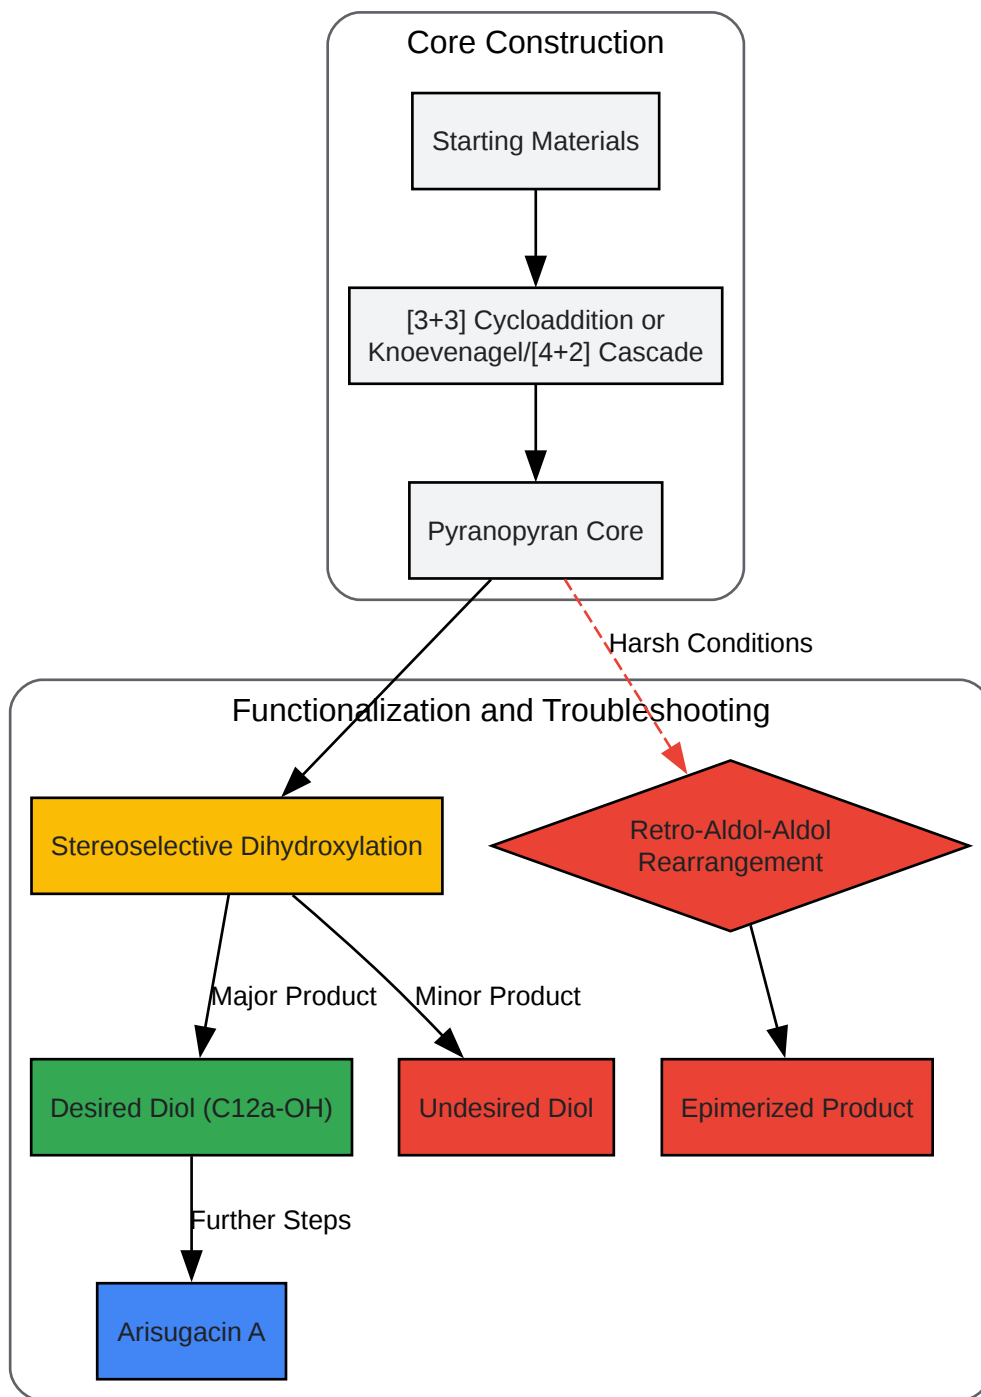 Core Construction
Starting Materials
[3+3] Cycloaddition or
Knoevenagel/[4+2] Cascade
Pyranopyran Core
Harsh Conditions
Functionalization and Troubleshooting
Stereoselective Dihydroxylation
Retro-Aldol-Aldol
Rearrangement
Major Product
Minor Product
Desired Diol (C12a-OH)
Undesired Diol
Epimerized Product
Further Steps
Arisugacin A